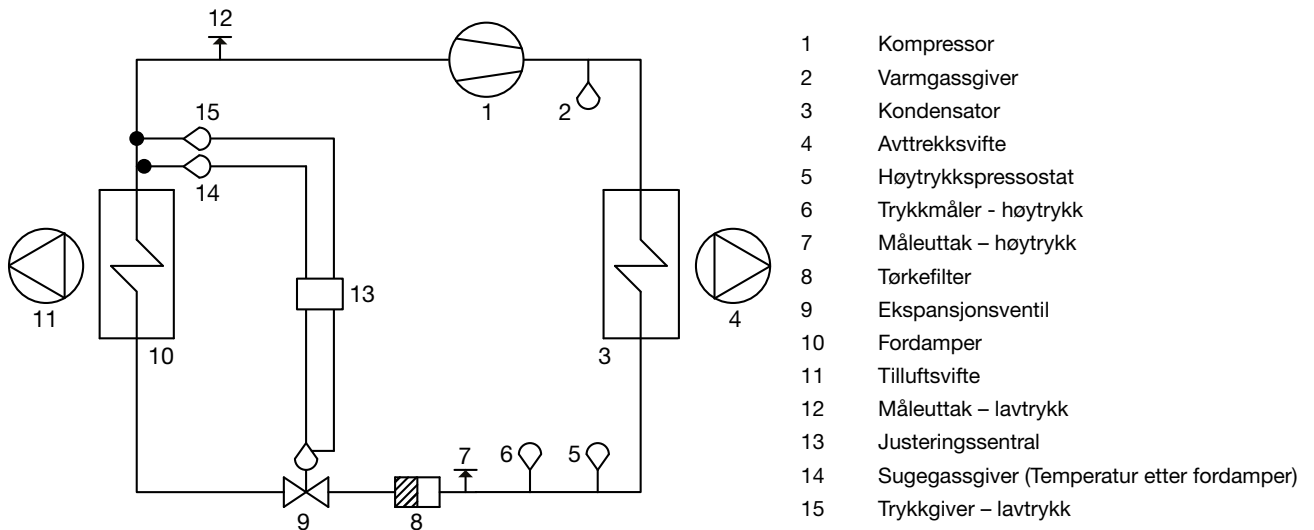 12
15
14
1
2
11
10
13
3
4
9
8
7
6
5
1 Kompressor
2 Varmgassgiver
3 Kondensator
4 Avttrekksvifte
5 Høytrykkspressostat
6 Trykkmåler - høytrykk
7 Måleuttak – høytrykk
8 Tørkefilter
9 Ekspansjonsventil
10 Fordamper
11 Tilluftsvifte
12 Måleuttak – lavtrykk
13 Justeringssentral
14 Sugegassgiver (Temperatur etter fordamper)
15 Trykkgiver – lavtrykk